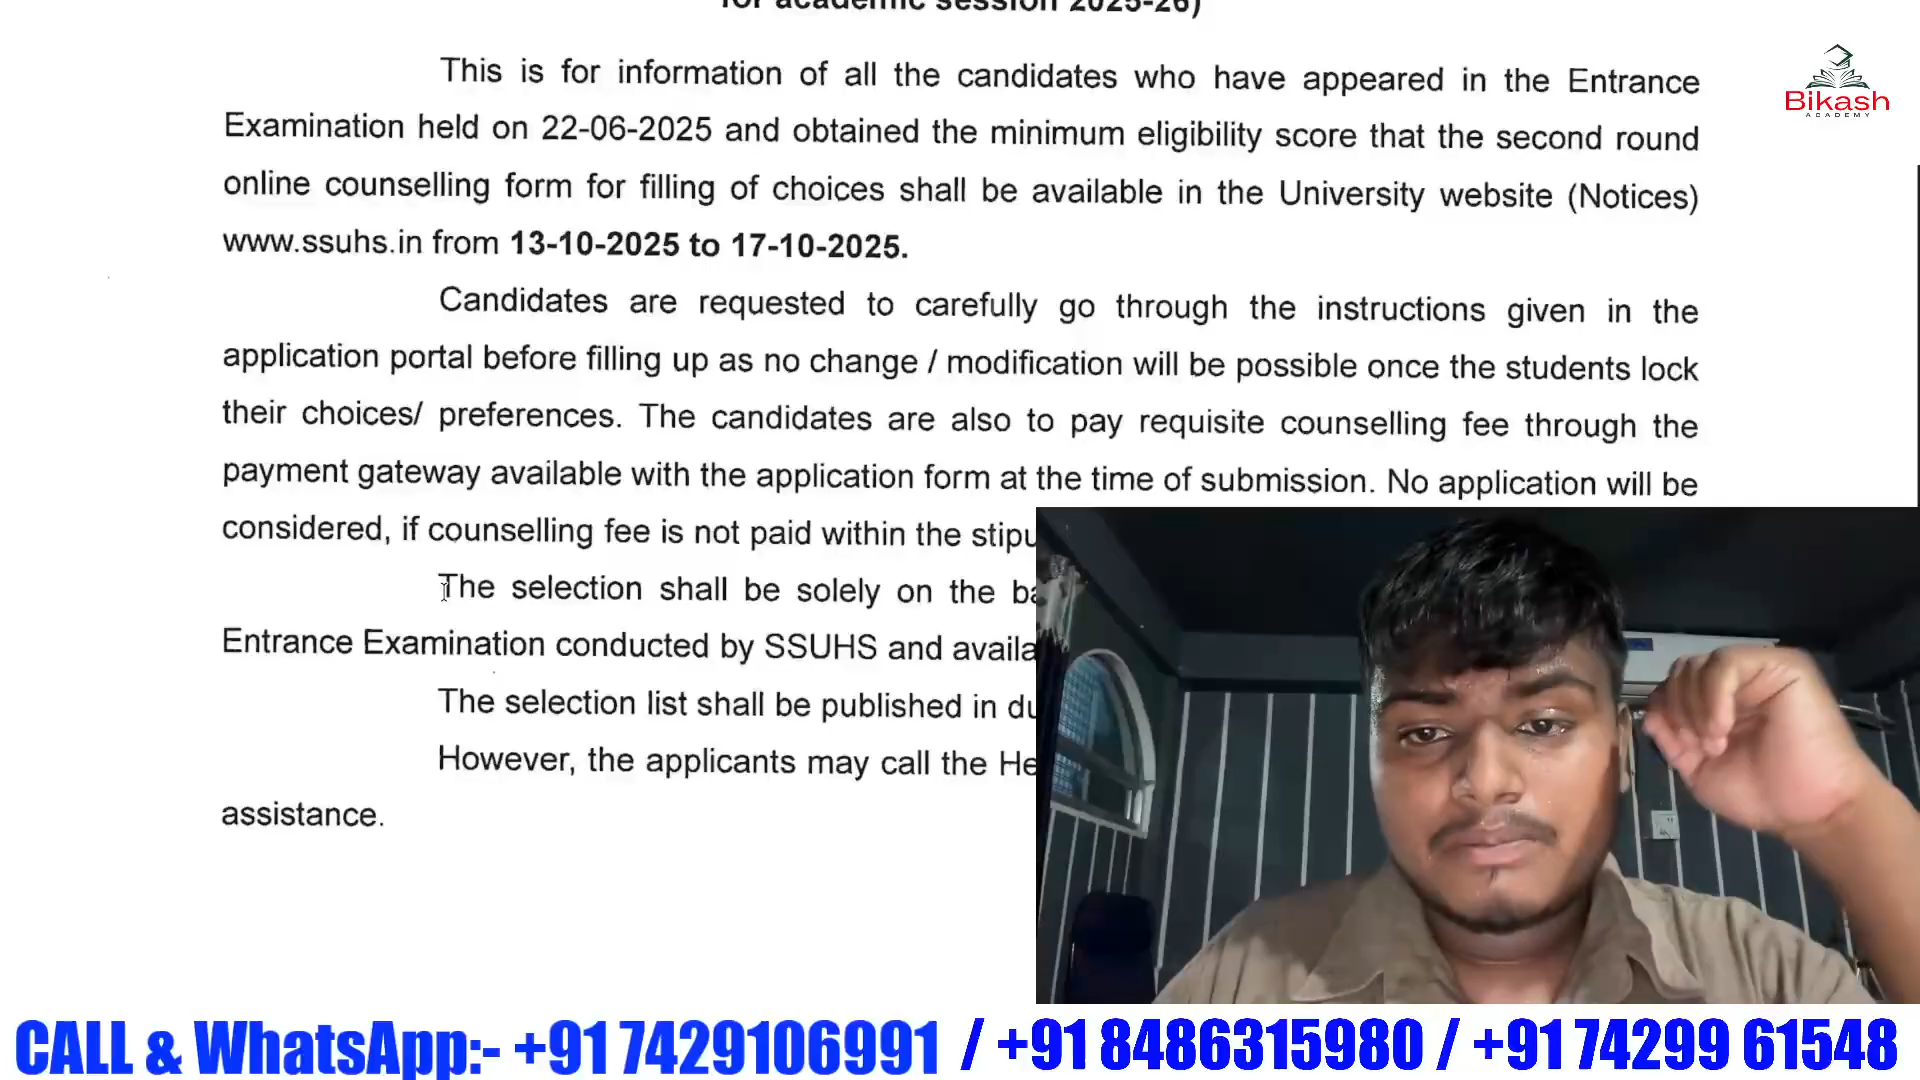 for academic session 2025-26)
This is for information of all the candidates who have appeared in the Entrance
Examination held on 22-06-2025 and obtained the minimum eligibility score that the second round
online counselling form for filling of choices shall be available in the University website (Notices)
www.ssuhs.in from 13-10-2025 to 17-10-2025.
Candidates are requested to carefully go through the instructions given in the
application portal before filling up as no change / modification will be possible once the students lock
their choices/ preferences. The candidates are also to pay requisite counselling fee through the
payment gateway available with the application form at the time of submission. No application will be
considered, if counselling fee is not paid within the
The selection shall be solely on the
Entrance Examination conducted by SSUHS and
The selection list shall be published in
However, the applicants may call the
assistance.
Bikash
ACADEMY
CALL & WhatsApp:- +91 7429106991 / +91 8486315980 / +91 74299 61548